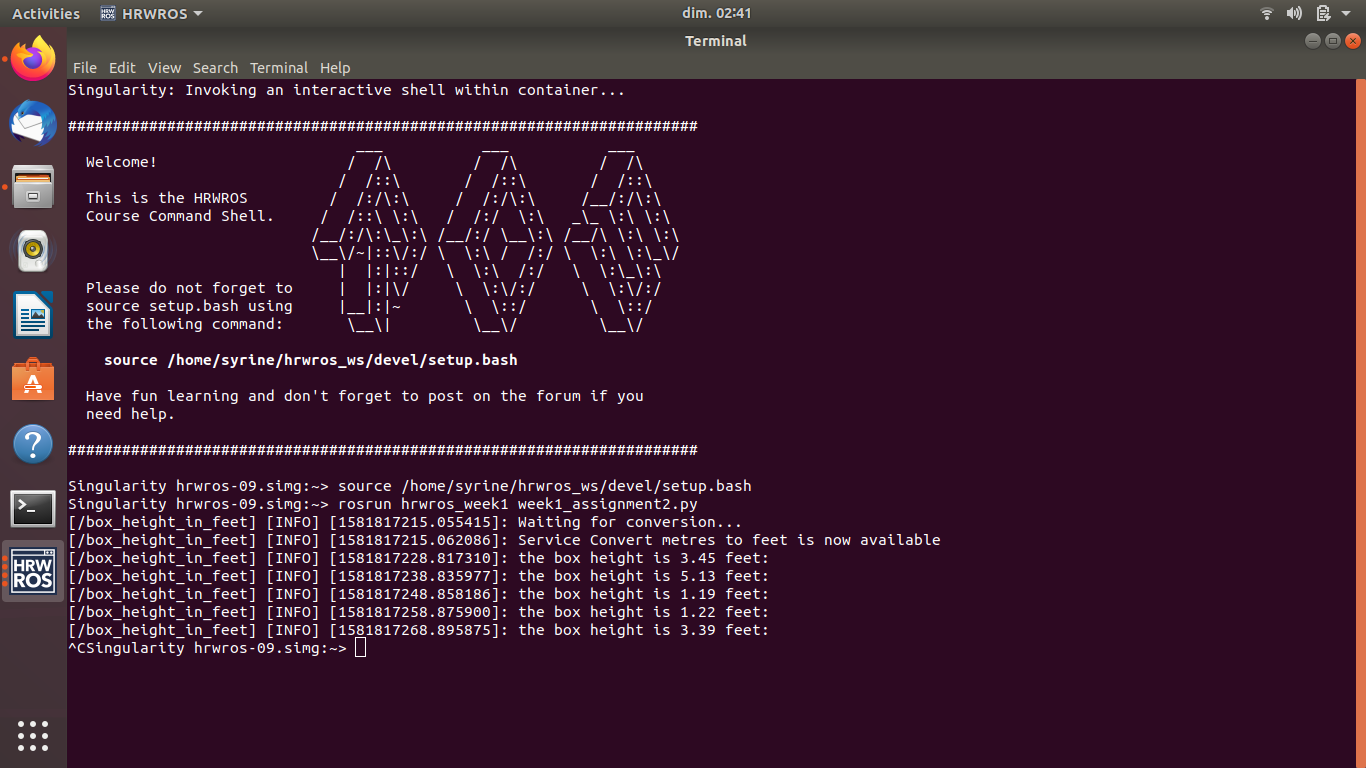 Activities HRWROS dim. 02:41
Terminal
File Edit View Search Terminal Help
Singularity: Invoking an interactive shell within container...
######################################################################
Welcome!
This is the HRWROS
Course Command Shell.
Please do not forget to
source setup.bash using
the following command:
source /home/syrine/hrwros_ws/devel/setup.bash
Have fun learning and don't forget to post on the forum if you
need help.
######################################################################
Singularity hrwros-09.simg:~> source /home/syrine/hrwros_ws/devel/setup.bash
Singularity hrwros-09.simg:~> rosrun hrwros_week1 week1_assignment2.py
[/box_height_in_feet] [INFO] [1581817215.055415]: Waiting for conversion...
[/box_height_in_feet] [INFO] [1581817215.062086]: Service Convert metres to feet is now available
[/box_height_in_feet] [INFO] [1581817228.817310]: the box height is 3.45 feet:
[/box_height_in_feet] [INFO] [1581817238.835977]: the box height is 5.13 feet:
[/box_height_in_feet] [INFO] [1581817248.858186]: the box height is 1.19 feet:
[/box_height_in_feet] [INFO] [1581817258.875900]: the box height is 1.22 feet:
[/box_height_in_feet] [INFO] [1581817268.895875]: the box height is 3.39 feet:
^CSingularity hrwros-09.simg:~>
HRW
ROS